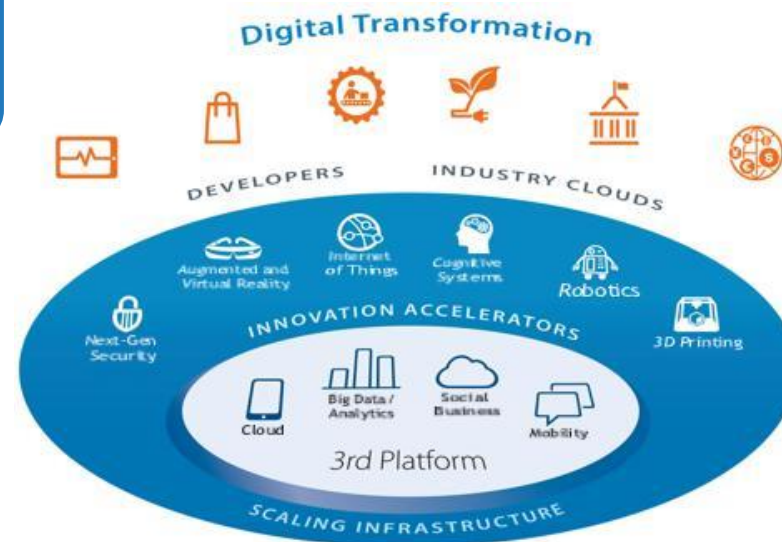 Digital Transformation
DEVELOPERS
INDUSTRY CLOUDS
Augmented and
Virtual Reality
Internet
of Things
Cognitive
Systems
Robotics
Next-Gen
Security
3D Printing
INNOVATION ACCELERATORS
Cloud
Big Data /
Analytics
Social
Business
Mobility
3rd Platform
SCALING INFRASTRUCTURE